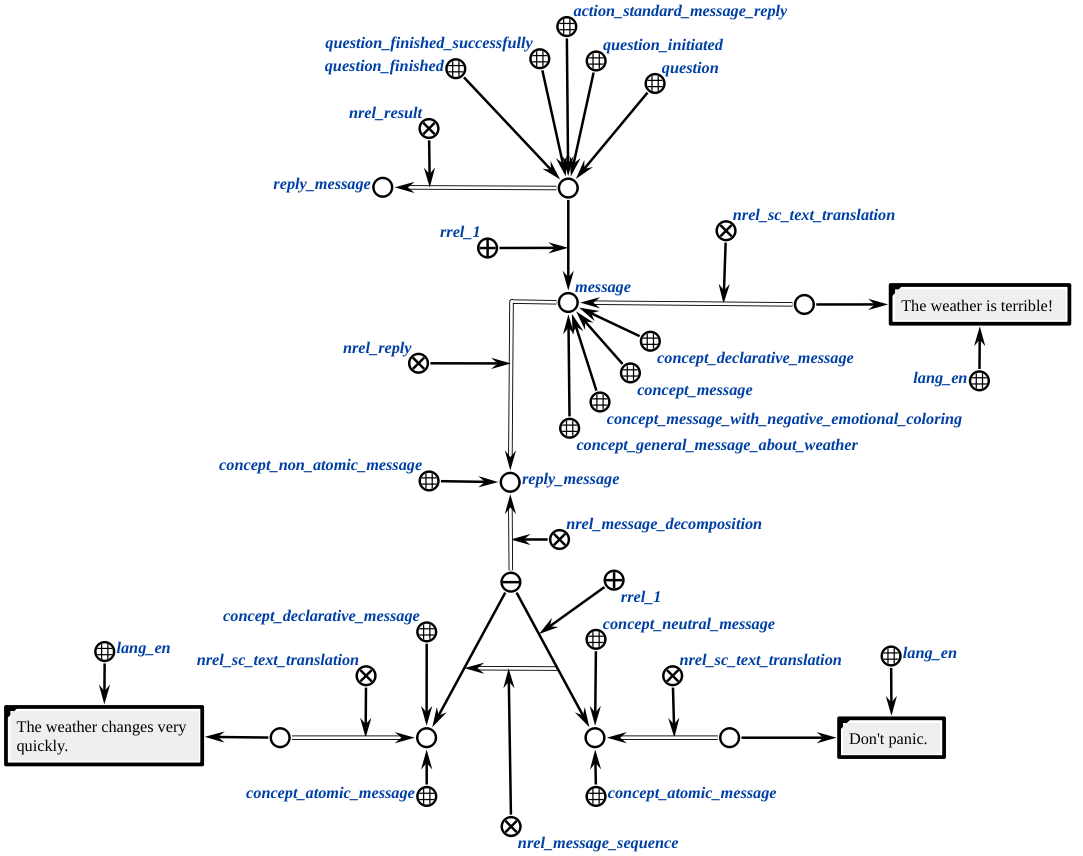 action_standard_message_reply
question_finished_successfully
question_initiated
question_finished
question
nrel_result
reply_message
nrel_sc_text_translation
rrel_1
message
The weather is terrible!
nrel_reply
concept_declarative_message
lang_en
concept_message
concept_message_with_negative_emotional_coloring
concept_general_message_about_weather
concept_non_atomic_message
reply_message
nrel_message_decomposition
rrel_1
concept_declarative_message
concept_neutral_message
lang_en
nrel_sc_text_translation
nrel_sc_text_translation
lang_en
The weather changes very
quickly.
Don't panic.
concept_atomic_message
concept_atomic_message
nrel_message_sequence